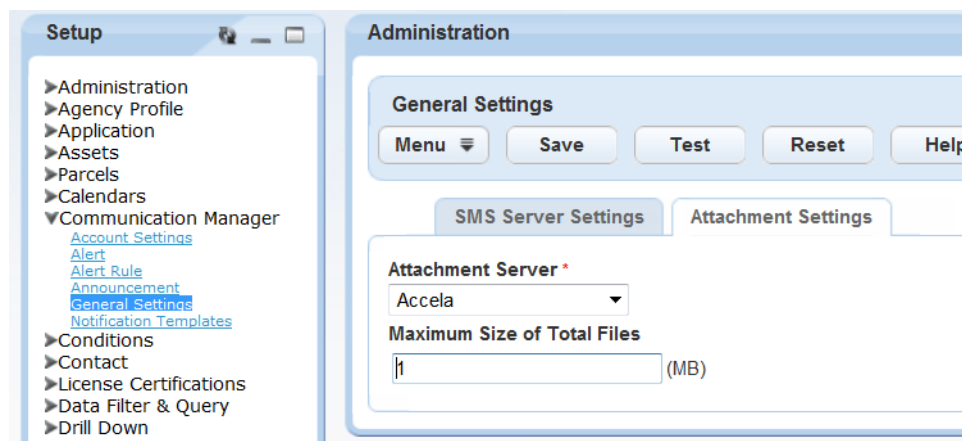 Setup
Administration
Agency Profile
Application
Assets
Parcels
Calendars
Communication Manager
Account Settings
Alert
Alert Rule
Announcement
General Settings
Notification Templates
Conditions
Contact
License Certifications
Data Filter & Query
Drill Down
Administration
General Settings
Menu Save Test Reset Help
SMS Server Settings Attachment Settings
Attachment Server *
Accela
Maximum Size of Total Files
1 (MB)